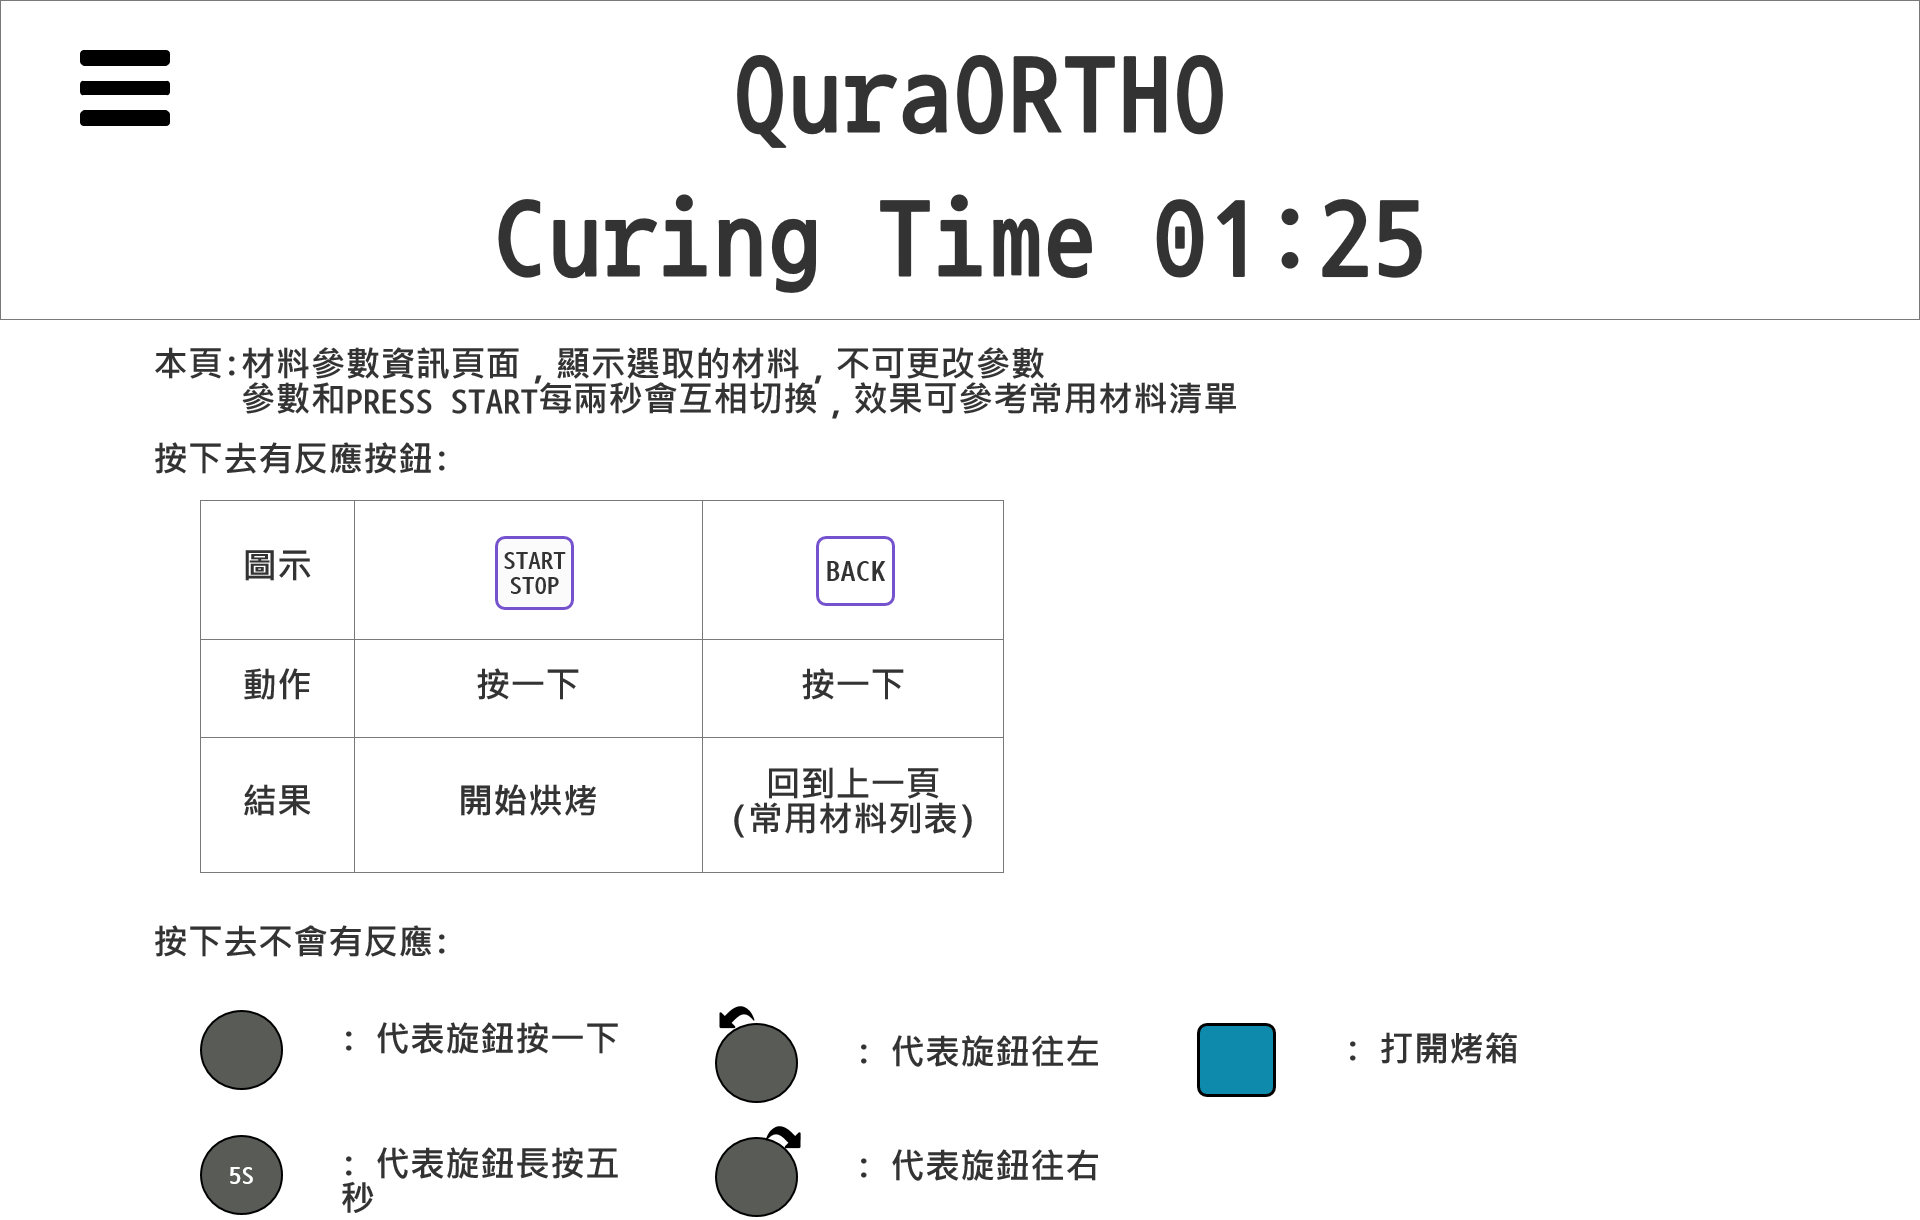 QuraORTHO
Curing Time 01:25
本頁:材料參數資訊頁面,顯示選取的材料,不可更改參數
參數和PRESS START每兩秒會互相切換,效果可參考常用材料清單
按下去有反應按鈕:
圖示
START
STOP
BACK
動作
按一下
按一下
結果
開始烘烤
回到上一頁
(常用材料列表)
按下去不會有反應:
: 代表旋鈕按一下
: 代表旋鈕往左
: 打開烤箱
5S
: 代表旋鈕長按五
秒
: 代表旋鈕往右